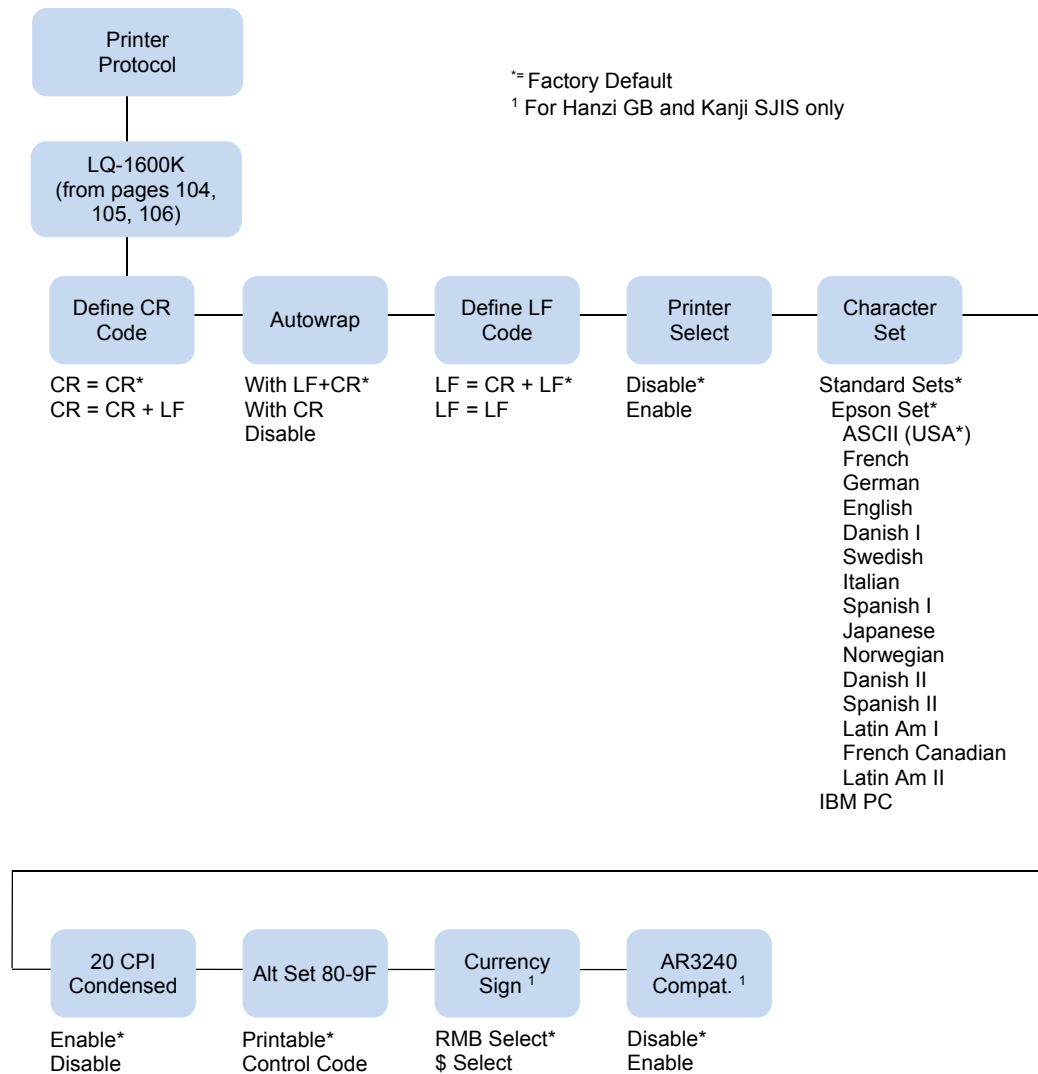 Printer
Protocol
*= Factory Default
¹ For Hanzi GB and Kanji SJIS only
LQ-1600K
(from pages 104,
105, 106)
Define CR
Code
CR = CR*
CR = CR + LF
Autowrap
With LF+CR*
With CR
Disable
Define LF
Code
LF = CR + LF*
LF = LF
Printer
Select
Disable*
Enable
Character
Set
Standard Sets*
Epson Set*
ASCII (USA*)
French
German
English
Danish I
Swedish
Italian
Spanish I
Japanese
Norwegian
Danish II
Spanish II
Latin Am I
French Canadian
Latin Am II
IBM PC
20 CPI
Condensed
Enable*
Disable
Alt Set 80-9F
Printable*
Control Code
Currency
Sign ¹
RMB Select*
$ Select
AR3240
Compat. ¹
Disable*
Enable